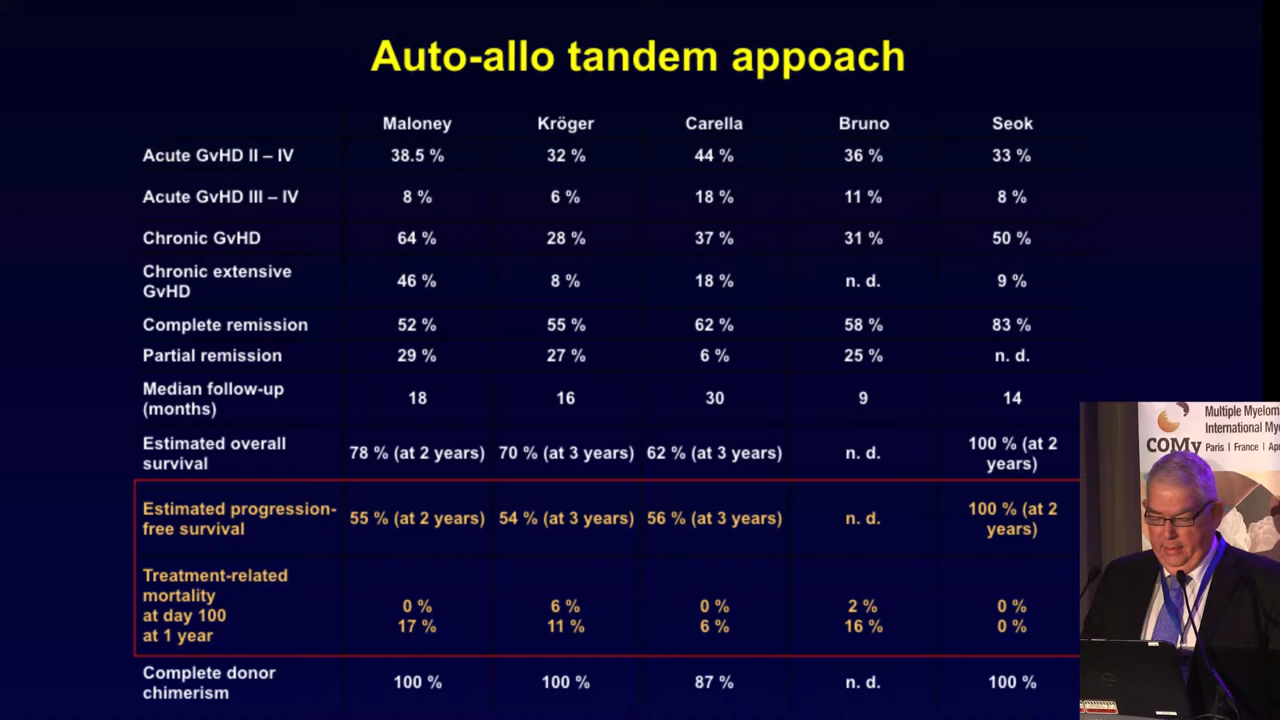 Auto-allo tandem appoach
Maloney Kröger Carella Bruno Seok
Acute GvHD II – IV 38.5 % 32 % 44 % 36 % 33 %
Acute GvHD III – IV 8 % 6 % 18 % 11 % 8 %
Chronic GvHD 64 % 28 % 37 % 31 % 50 %
Chronic extensive
GvHD 46 % 8 % 18 % n. d. 9 %
Complete remission 52 % 55 % 62 % 58 % 83 %
Partial remission 29 % 27 % 6 % 25 % n. d.
Median follow-up
(months) 18 16 30 9 14
Estimated overall
survival 78 % (at 2 years) 70 % (at 3 years) 62 % (at 3 years) n. d. 100 % (at 2
years)
Estimated progression-
free survival 55 % (at 2 years) 54 % (at 3 years) 56 % (at 3 years) n. d. 100 % (at 2
years)
Treatment-related
mortality
at day 100 0 % 6 % 0 % 2 % 0 %
at 1 year 17 % 11 % 6 % 16 % 0 %
Complete donor
chimerism 100 % 100 % 87 % n. d. 100 %
Multiple Myelom
International My
COMy
Paris | France | Ap